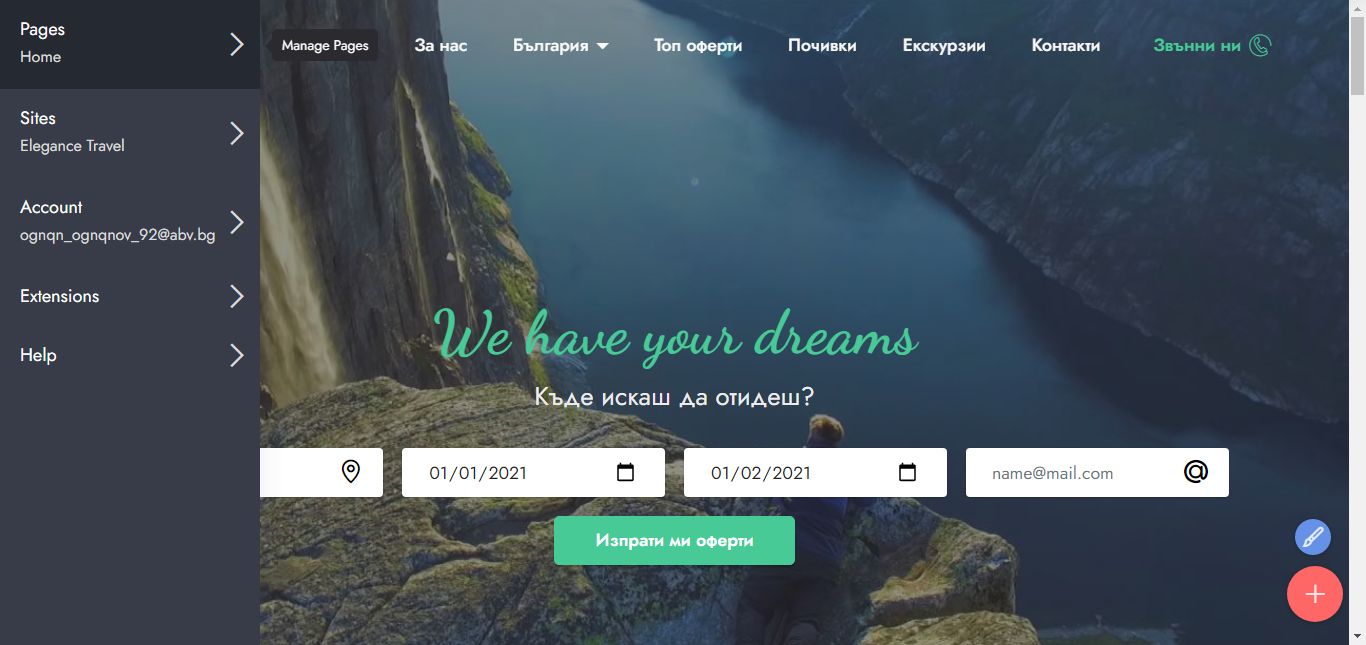 Pages
Home
Sites
Elegance Travel
Account
ognqn_ognqnov_92@abv.bg
Extensions
Help
Manage Pages
За нас
България
Топ оферти
Почивки
Екскурзии
Контакти
Звънни ни
We have your dreams
Къде искаш да отидеш?
01/01/2021
01/02/2021
name@mail.com
Изпрати ми оферти